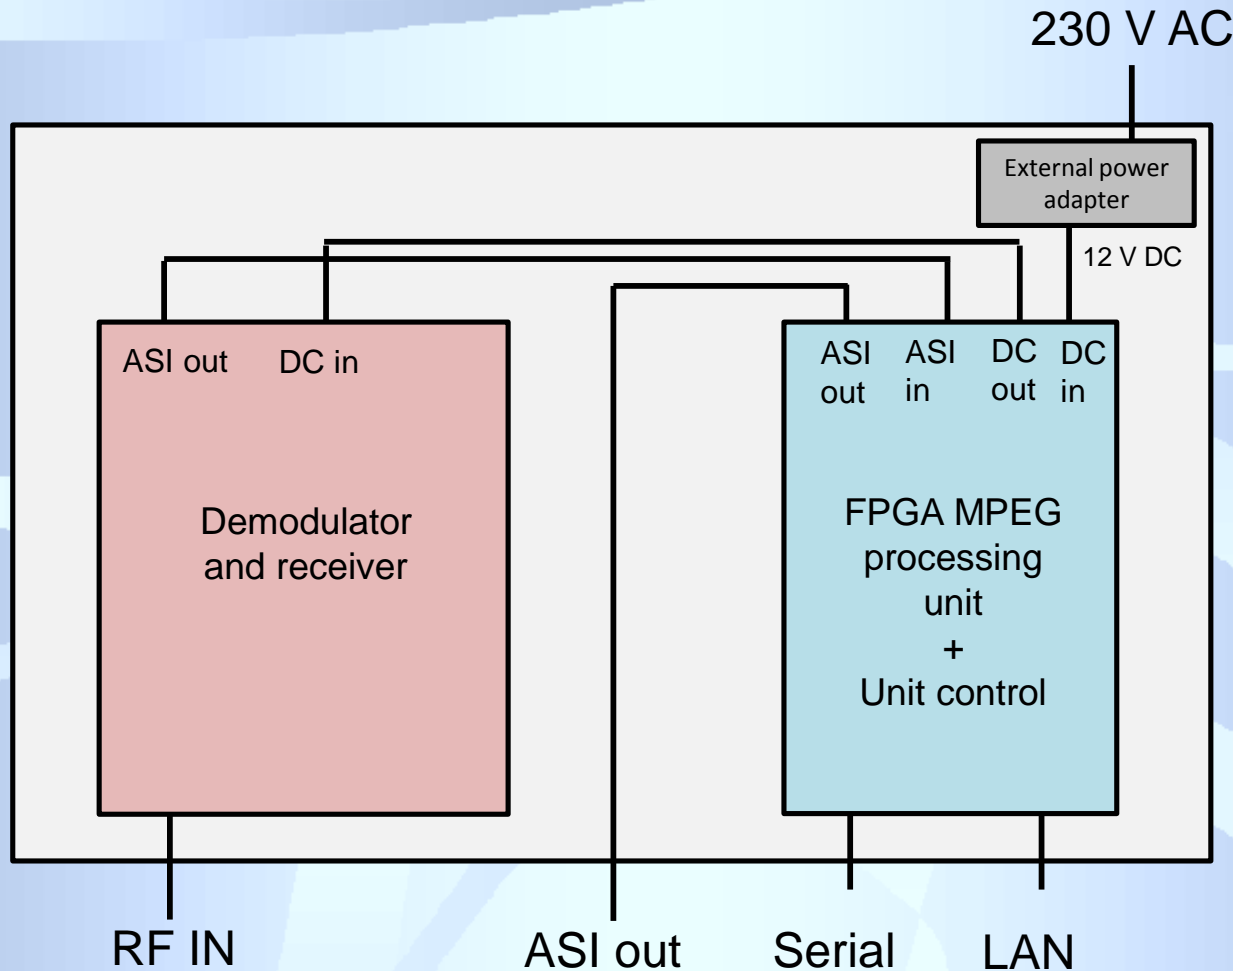 230 V AC
External power
adapter
12 V DC
ASI out
DC in
ASI
out
ASI
in
DC
out
DC
in
Demodulator
and receiver
FPGA MPEG
processing
unit
+
Unit control
RF IN
ASI out
Serial
LAN